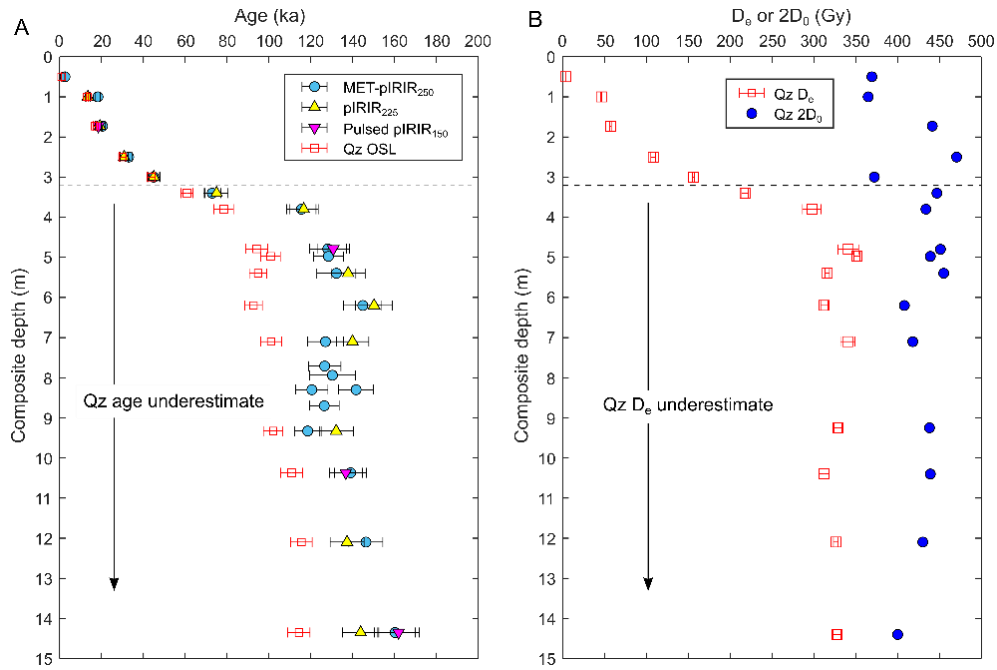 A
Age (ka)
0 20 40 60 80 100 120 140 160 180 200
Composite depth (m)
0
1
2
3
4
5
6
7
8
9
10
11
12
13
14
15
MET-pIRIR₂₅₀
pIRIR₂₂₅
Pulsed pIRIR₁₅₀
Qz OSL
Qz age underestimate
B
Dₑ or 2D₀ (Gy)
0 50 100 150 200 250 300 350 400 450 500
Composite depth (m)
0
1
2
3
4
5
6
7
8
9
10
11
12
13
14
15
Qz Dₑ
Qz 2D₀
Qz Dₑ underestimate